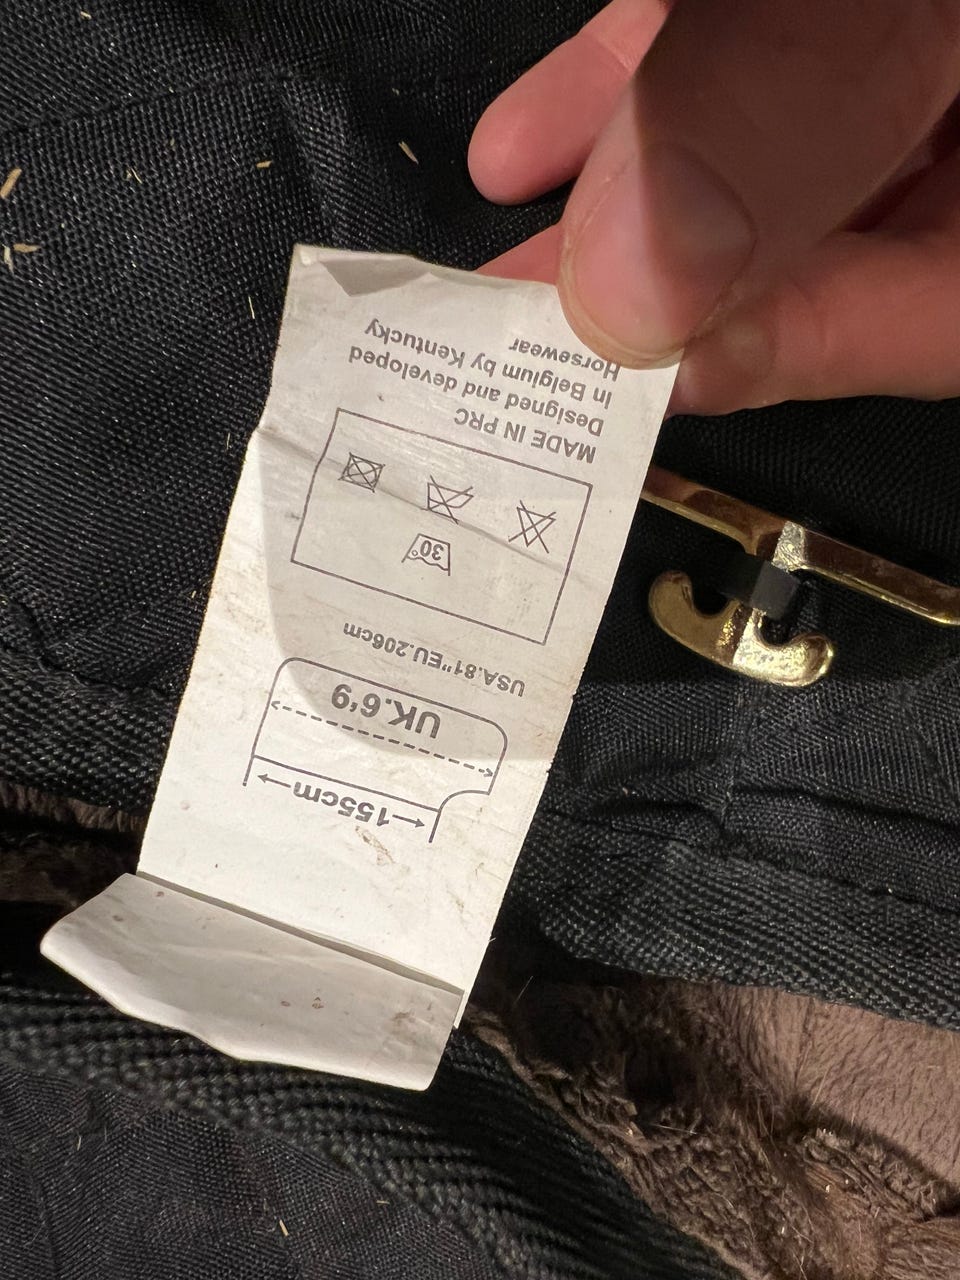 155cm
UK.6'9
USA.81"EU.206cm
30°
MADE IN PRC
Designed and developed
in Belgium by Kentucky
Horsewear